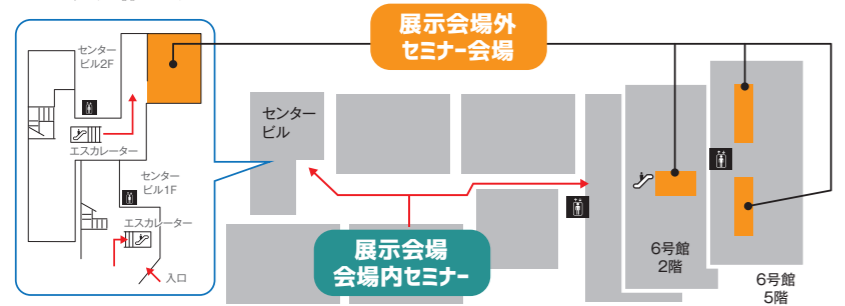 展示会場外
セミナー会場
センター
ビル2F
エスカレーター
センター
ビル1F
エスカレーター
入口
センター
ビル
展示会場
会場内セミナー
6号館
2階
6号館
5階